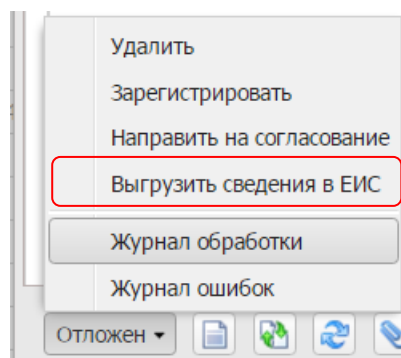 Удалить
Зарегистрировать
Направить на согласование
Выгрузить сведения в ЕИС
Журнал обработки
Журнал ошибок
Отложен